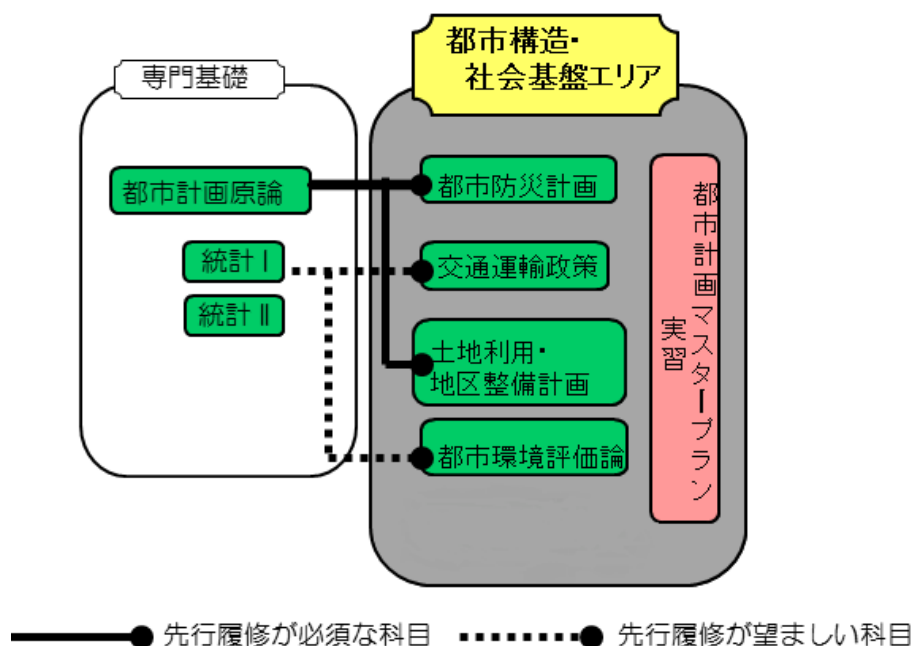 都市構造・
社会基盤エリア
専門基礎
都市計画原論
統計Ⅰ
統計Ⅱ
都市防災計画
交通運輸政策
土地利用・
地区整備計画
都市環境評価論
都市計画マスタープラン
実習
先行履修が必須な科目
先行履修が望ましい科目